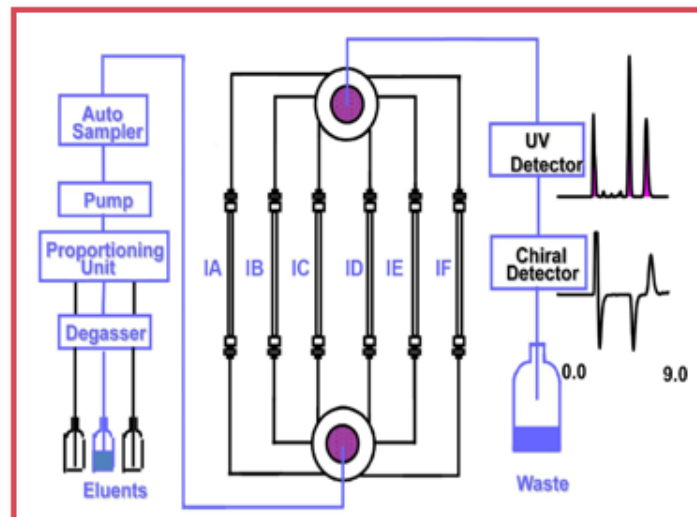 Auto
Sampler
Pump
Proportioning
Unit
Degasser
Eluents
IA IB IC ID IE IF
UV
Detector
Chiral
Detector
0.0 9.0
Waste